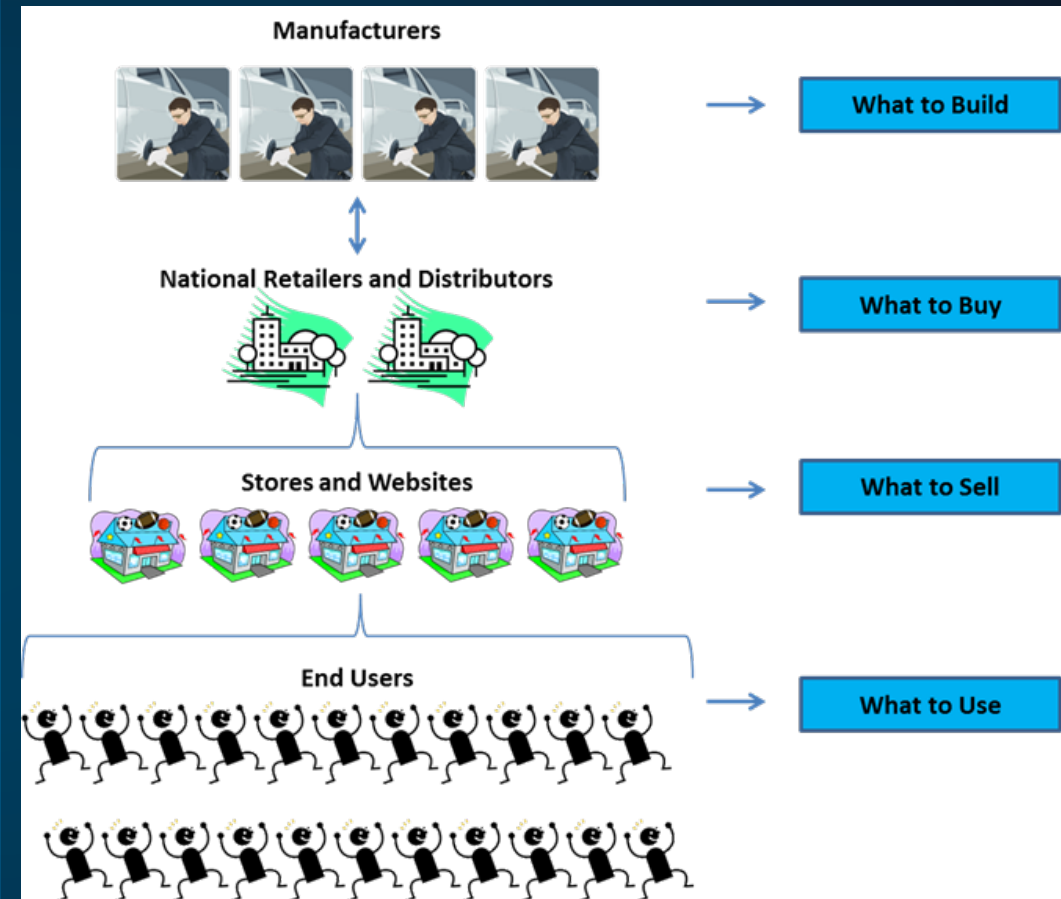 Manufacturers
What to Build
National Retailers and Distributors
What to Buy
Stores and Websites
What to Sell
End Users
What to Use